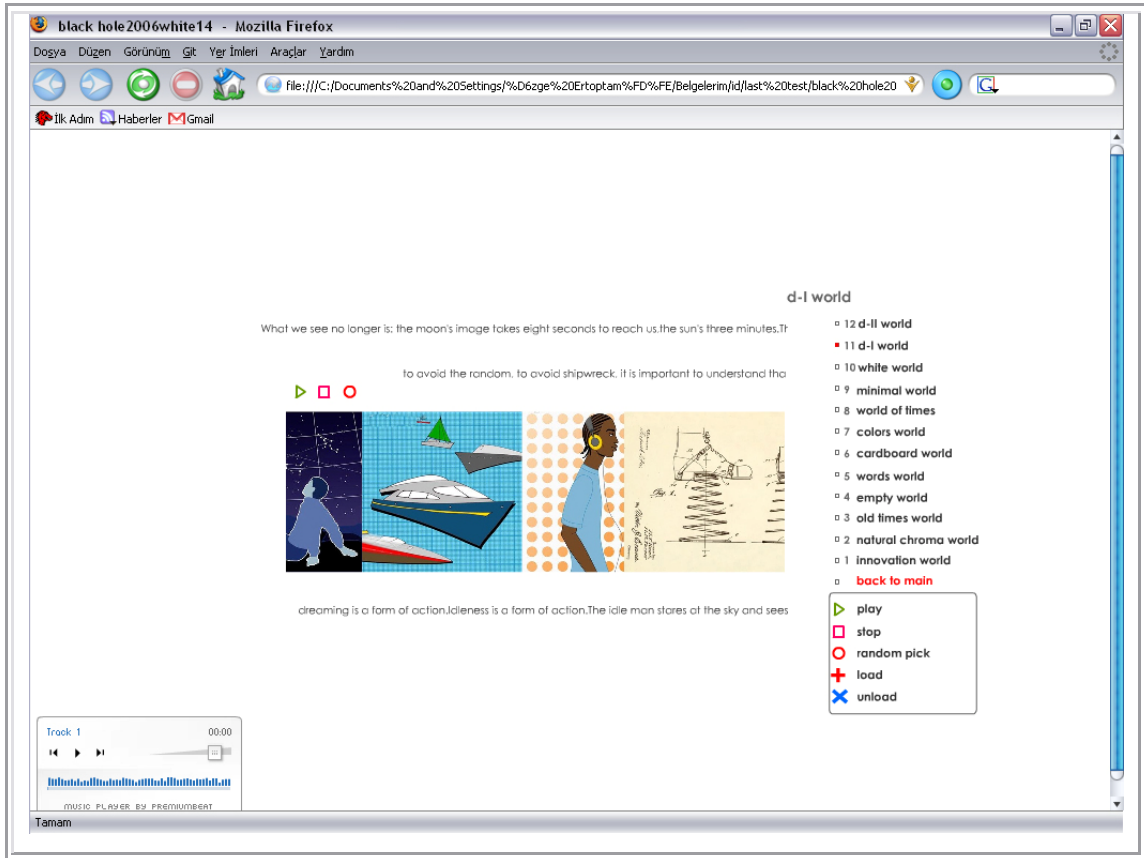 black hole2006white14 - Mozilla Firefox
Dosya Düzen Görünüm Git Yer İmleri Araçlar Yardım
file:///C:/Documents%20and%20Settings/%D6zge%20Ertoptam%FD%FE/Belgelerim/id/last%20test/black%20hole20
G
İlk Adım Haberler Gmail
d-I world
What we see no longer is: the moon's image takes eight seconds to reach us.the sun's three minutes.Th
to avoid the random. to avoid shipwreck. it is important to understand tha
dreaming is a form of action.Idleness is a form of action.The idle man stares at the sky and sees
12 d-II world
11 d-I world
10 white world
9 minimal world
8 world of times
7 colors world
6 cardboard world
5 words world
4 empty world
3 old times world
2 natural chroma world
1 innovation world
back to main
play
stop
random pick
load
unload
Track 1 00:00
MUSIC PLAYER BY PREMIUMBEAT
Tamam